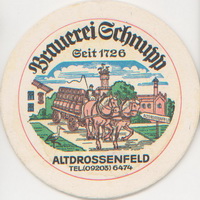 Brauerei Schnupp
Seit 1726
ALTDROSSENFELD
TEL.(09203) 6474